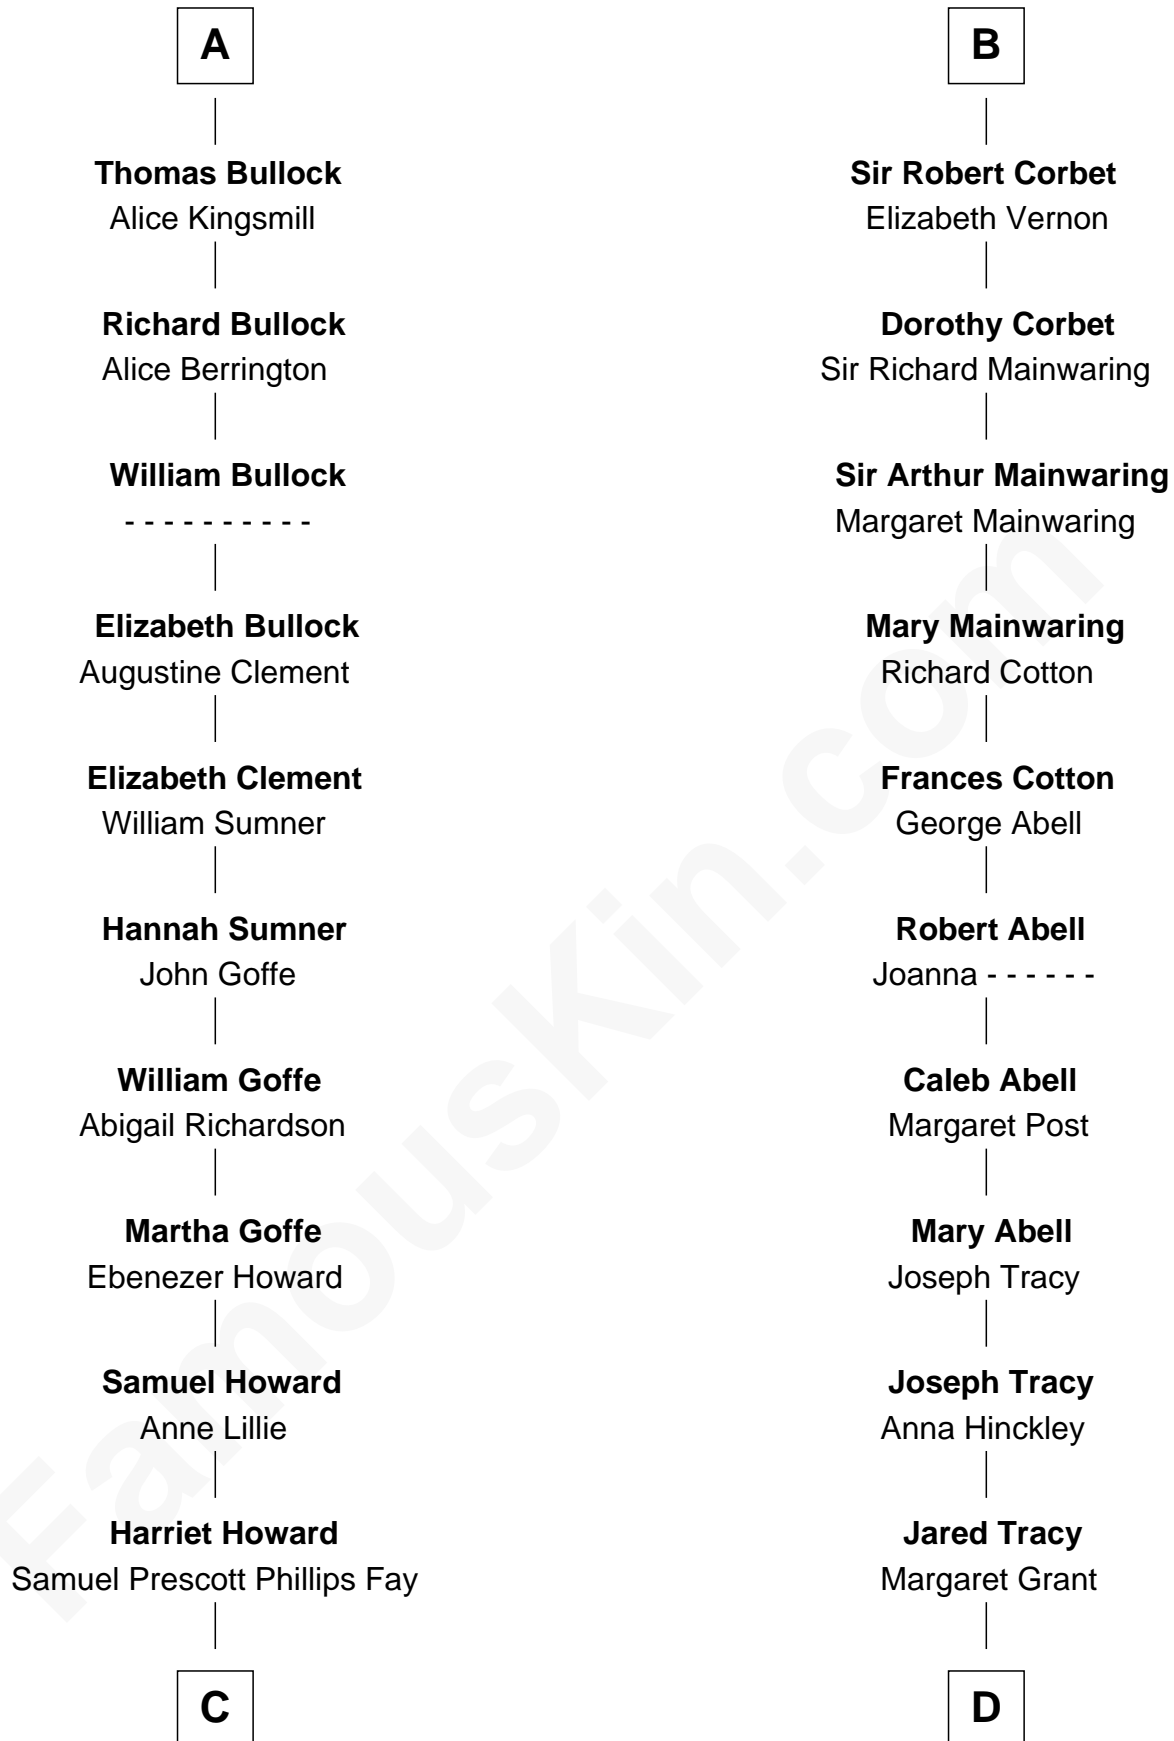 A
Thomas Bullock
Alice Kingsmill
Richard Bullock
Alice Berrington
William Bullock
- - - - - - - - - -
Elizabeth Bullock
Augustine Clement
Elizabeth Clement
William Sumner
Hannah Sumner
John Goffe
William Goffe
Abigail Richardson
Martha Goffe
Ebenezer Howard
Samuel Howard
Anne Lillie
Harriet Howard
Samuel Prescott Phillips Fay
C
B
Sir Robert Corbet
Elizabeth Vernon
Dorothy Corbet
Sir Richard Mainwaring
Sir Arthur Mainwaring
Margaret Mainwaring
Mary Mainwaring
Richard Cotton
Frances Cotton
George Abell
Robert Abell
Joanna - - - - - -
Caleb Abell
Margaret Post
Mary Abell
Joseph Tracy
Joseph Tracy
Anna Hinckley
Jared Tracy
Margaret Grant
D
FamousKin.com